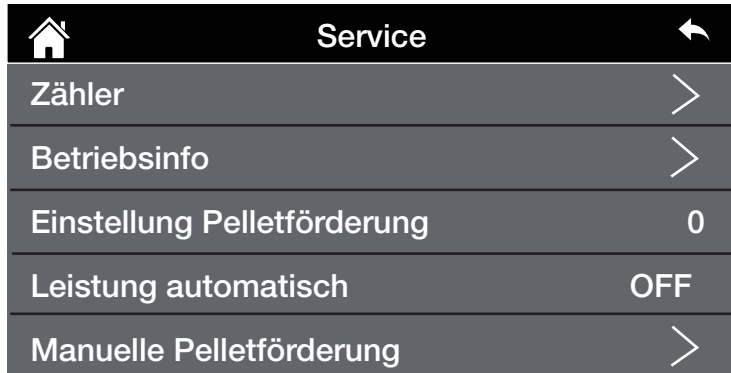 Service
Zähler
Betriebsinfo
Einstellung Pelletförderung 0
Leistung automatisch OFF
Manuelle Pelletförderung